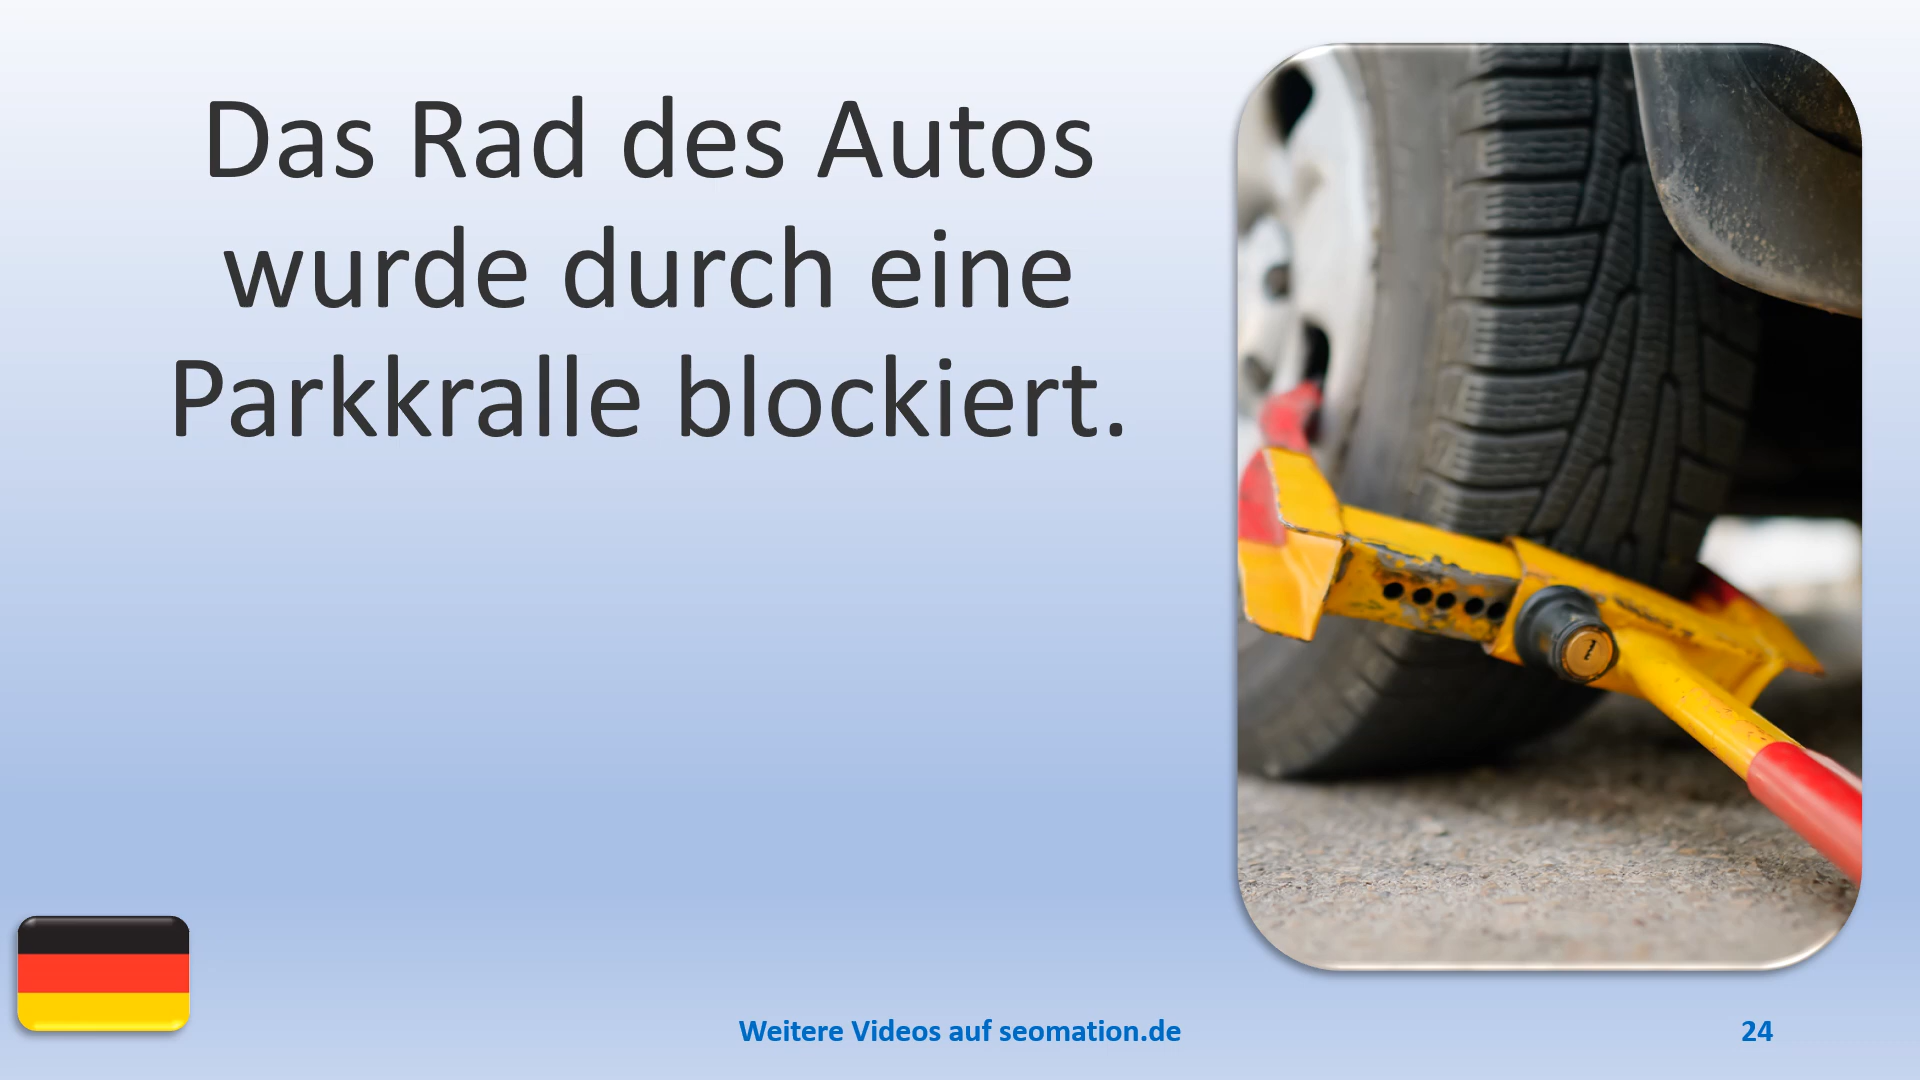 Das Rad des Autos
wurde durch eine
Parkkralle blockiert.
Weitere Videos auf seomation.de
24